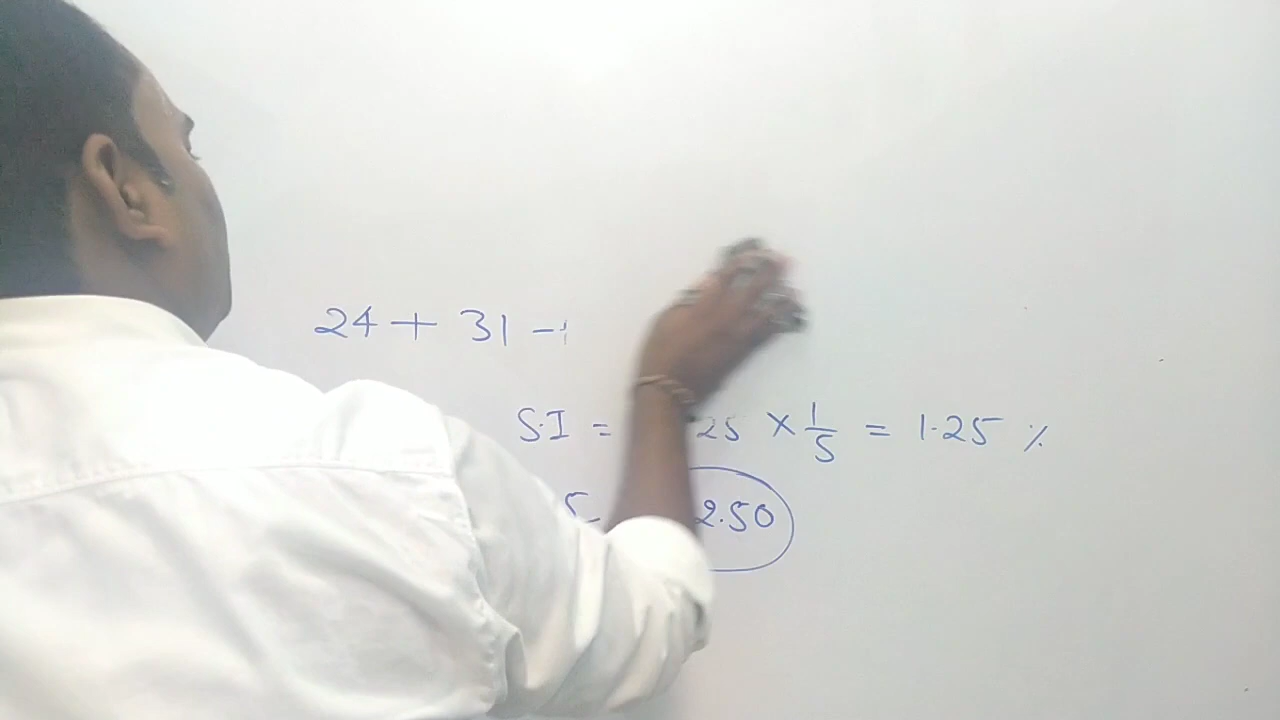 24 + 31 -
S.I = 25 × 1/5 = 1.25 %
2.50